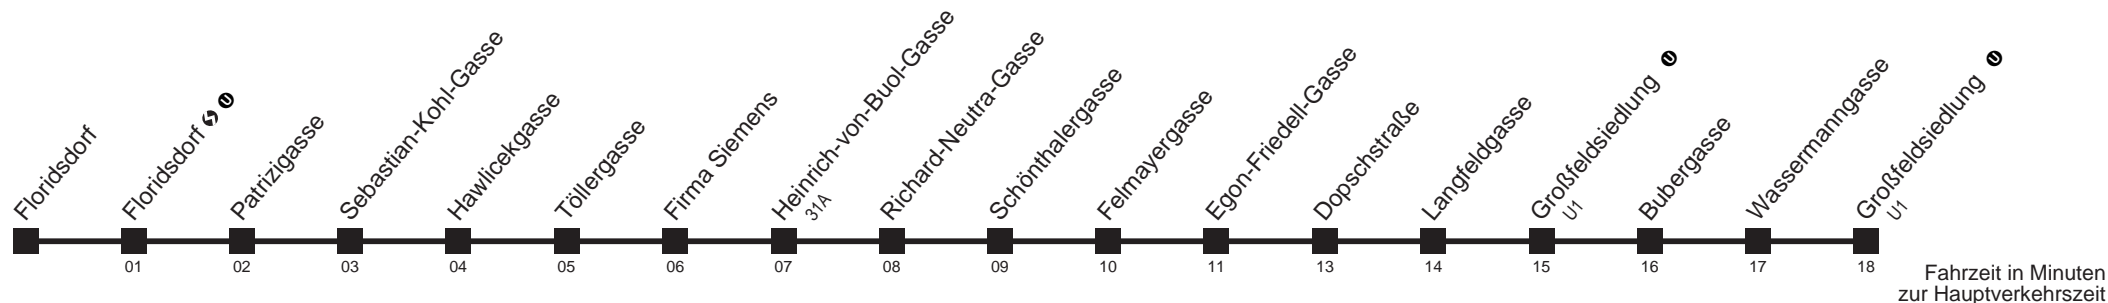 Floridsdorf
Floridsdorf S U
Patrizigasse
Sebastian-Kohl-Gasse
Hawlicekgasse
Töllergasse
Firma Siemens
Heinrich-von-Buol-Gasse
31A
Richard-Neutra-Gasse
Schönthalergasse
Felmayergasse
Egon-Friedell-Gasse
Dopschstraße
Langfeldgasse
Großfeldsiedlung U
U1
Bubergasse
Wassermanngasse
Großfeldsiedlung U
U1
01 02 03 04 05 06 07 08 09 10 11 13 14 15 16 17 18
Fahrzeit in Minuten
zur Hauptverkehrszeit